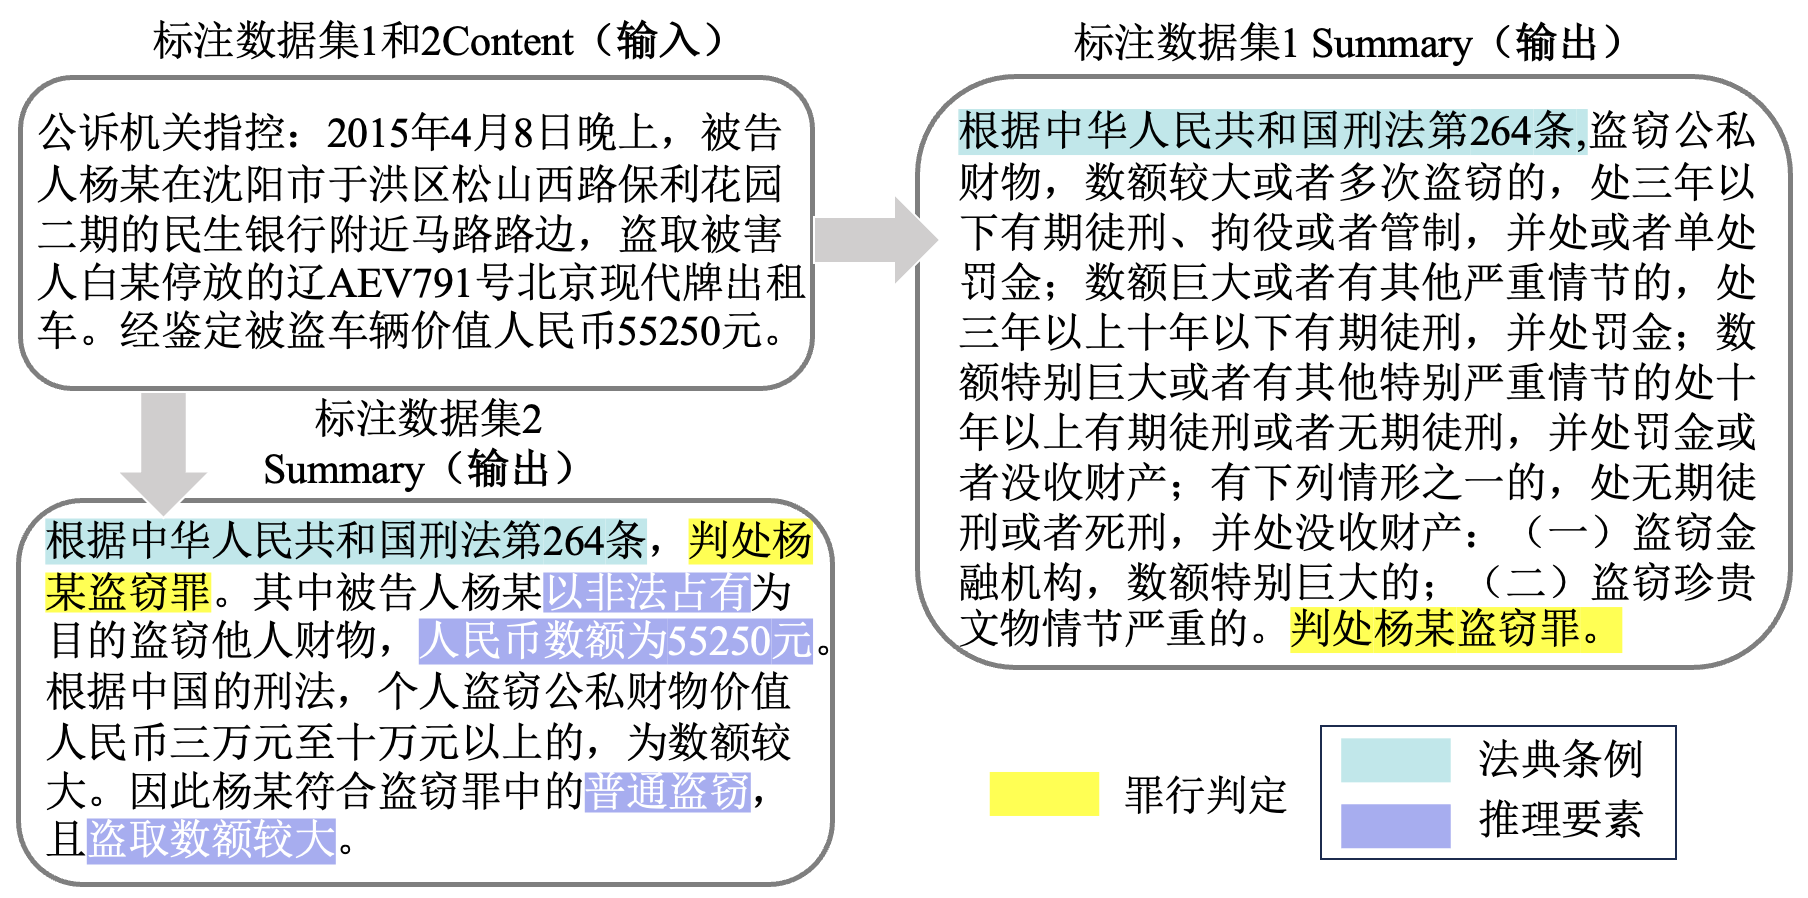 标注数据集1和2Content（输入）
公诉机关指控：2015年4月8日晚上，被告
人杨某在沈阳市于洪区松山西路保利花园
二期的民生银行附近马路路边，盗取被害
人白某停放的辽AEV791号北京现代牌出租
车。经鉴定被盗车辆价值人民币55250元。
标注数据集2
Summary（输出）
根据中华人民共和国刑法第264条，判处杨
某盗窃罪。其中被告人杨某以非法占有为
目的盗窃他人财物，人民币数额为55250元。
根据中国的刑法，个人盗窃公私财物价值
人民币三万元至十万元以上的，为数额较
大。因此杨某符合盗窃罪中的普通盗窃，
且盗取数额较大。
标注数据集1 Summary（输出）
根据中华人民共和国刑法第264条,盗窃公私
财物，数额较大或者多次盗窃的，处三年以
下有期徒刑、拘役或者管制，并处或者单处
罚金；数额巨大或者有其他严重情节的，处
三年以上十年以下有期徒刑，并处罚金；数
额特别巨大或者有其他特别严重情节的处十
年以上有期徒刑或者无期徒刑，并处罚金或
者没收财产；有下列情形之一的，处无期徒
刑或者死刑，并处没收财产：（一）盗窃金
融机构，数额特别巨大的；（二）盗窃珍贵
文物情节严重的。判处杨某盗窃罪。
罪行判定
法典条例
推理要素